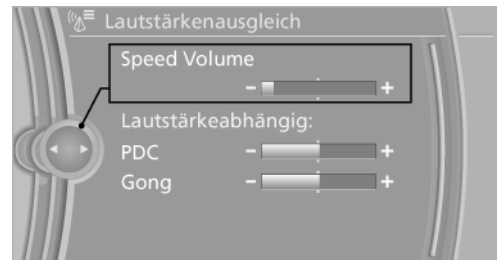 Lautstärkenausgleich
Speed Volume
- +
Lautstärkeabhängig:
PDC - +
Gong - +